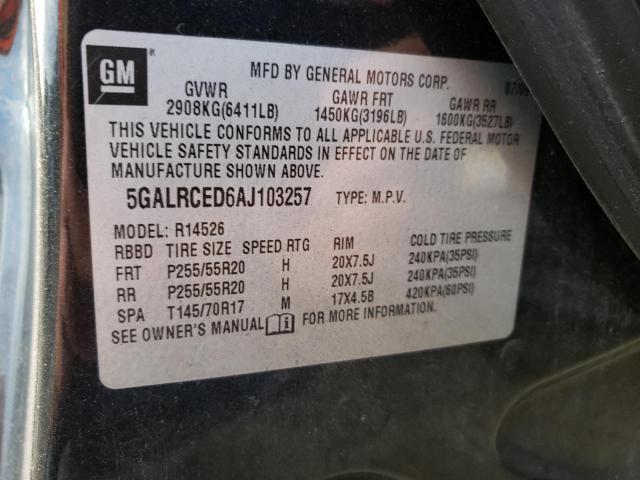 GM
MFD BY GENERAL MOTORS CORP. 07/09
GVWR GAWR FRT GAWR RR
2908KG(6411LB) 1450KG(3196LB) 1600KG(3527LB)
THIS VEHICLE CONFORMS TO ALL APPLICABLE U.S. FEDERAL MOTOR
VEHICLE SAFETY STANDARDS IN EFFECT ON THE DATE OF
MANUFACTURE SHOWN ABOVE.
5GALRCED6AJ103257 TYPE: M.P.V.
MODEL: R14526
RBBD TIRE SIZE SPEED RTG RIM COLD TIRE PRESSURE
FRT P255/55R20 H 20X7.5J 240KPA(35PSI)
RR P255/55R20 H 20X7.5J 240KPA(35PSI)
SPA T145/70R17 M 17X4.5B 420KPA(60PSI)
SEE OWNER'S MANUAL FOR MORE INFORMATION.